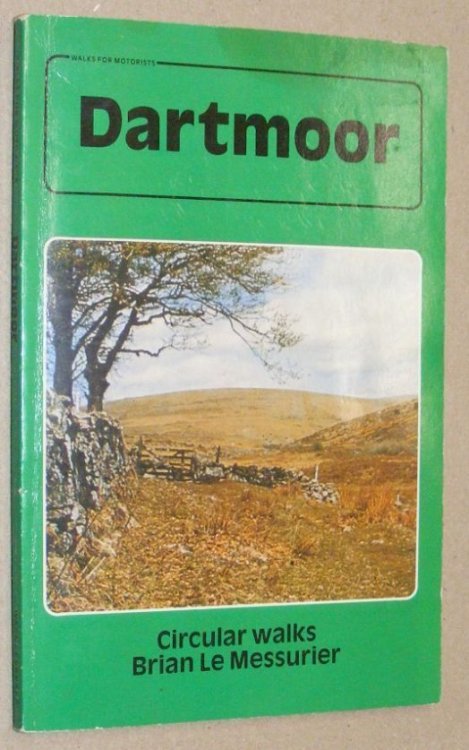 WALKS FOR MOTORISTS
Dartmoor
Circular walks
Brian Le Messurier